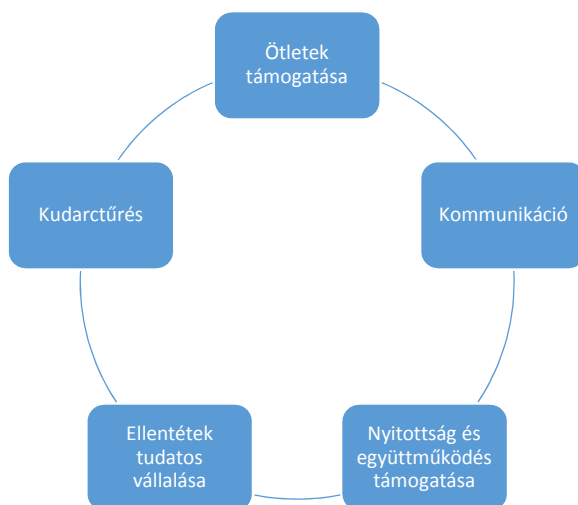 Ötletek
támogatása
Kommunikáció
Nyitottság és
együttműködés
támogatása
Ellentétek
tudatos
vállalása
Kudarctűrés